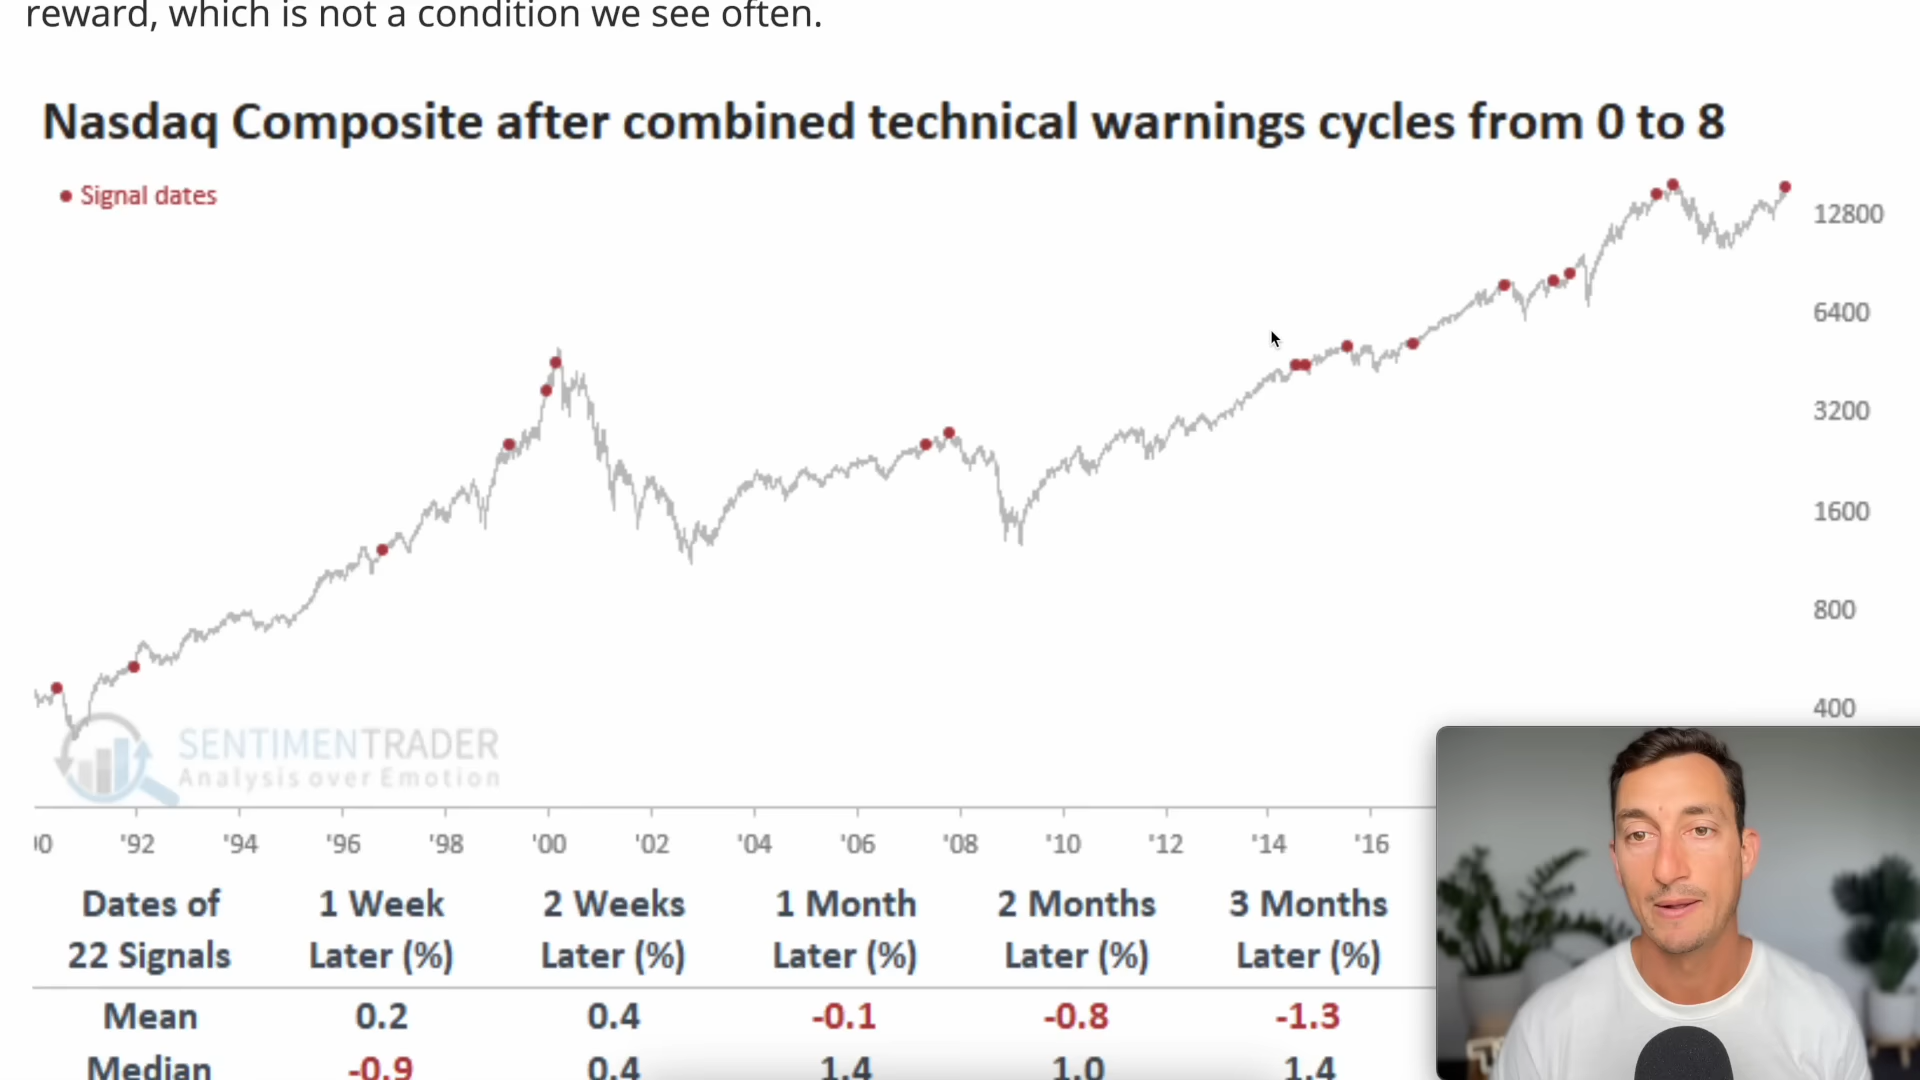 reward, which is not a condition we see often.
Nasdaq Composite after combined technical warnings cycles from 0 to 8
Signal dates
12800
6400
3200
1600
800
400
SENTIMENTRADER
Analysis over Emotion
'92 '94 '96 '98 '00 '02 '04 '06 '08 '10 '12 '14 '16
Dates of 1 Week 2 Weeks 1 Month 2 Months 3 Months
22 Signals Later (%) Later (%) Later (%) Later (%) Later (%)
Mean 0.2 0.4 -0.1 -0.8 -1.3
Median -0.9 0.4 1.4 1.0 1.4